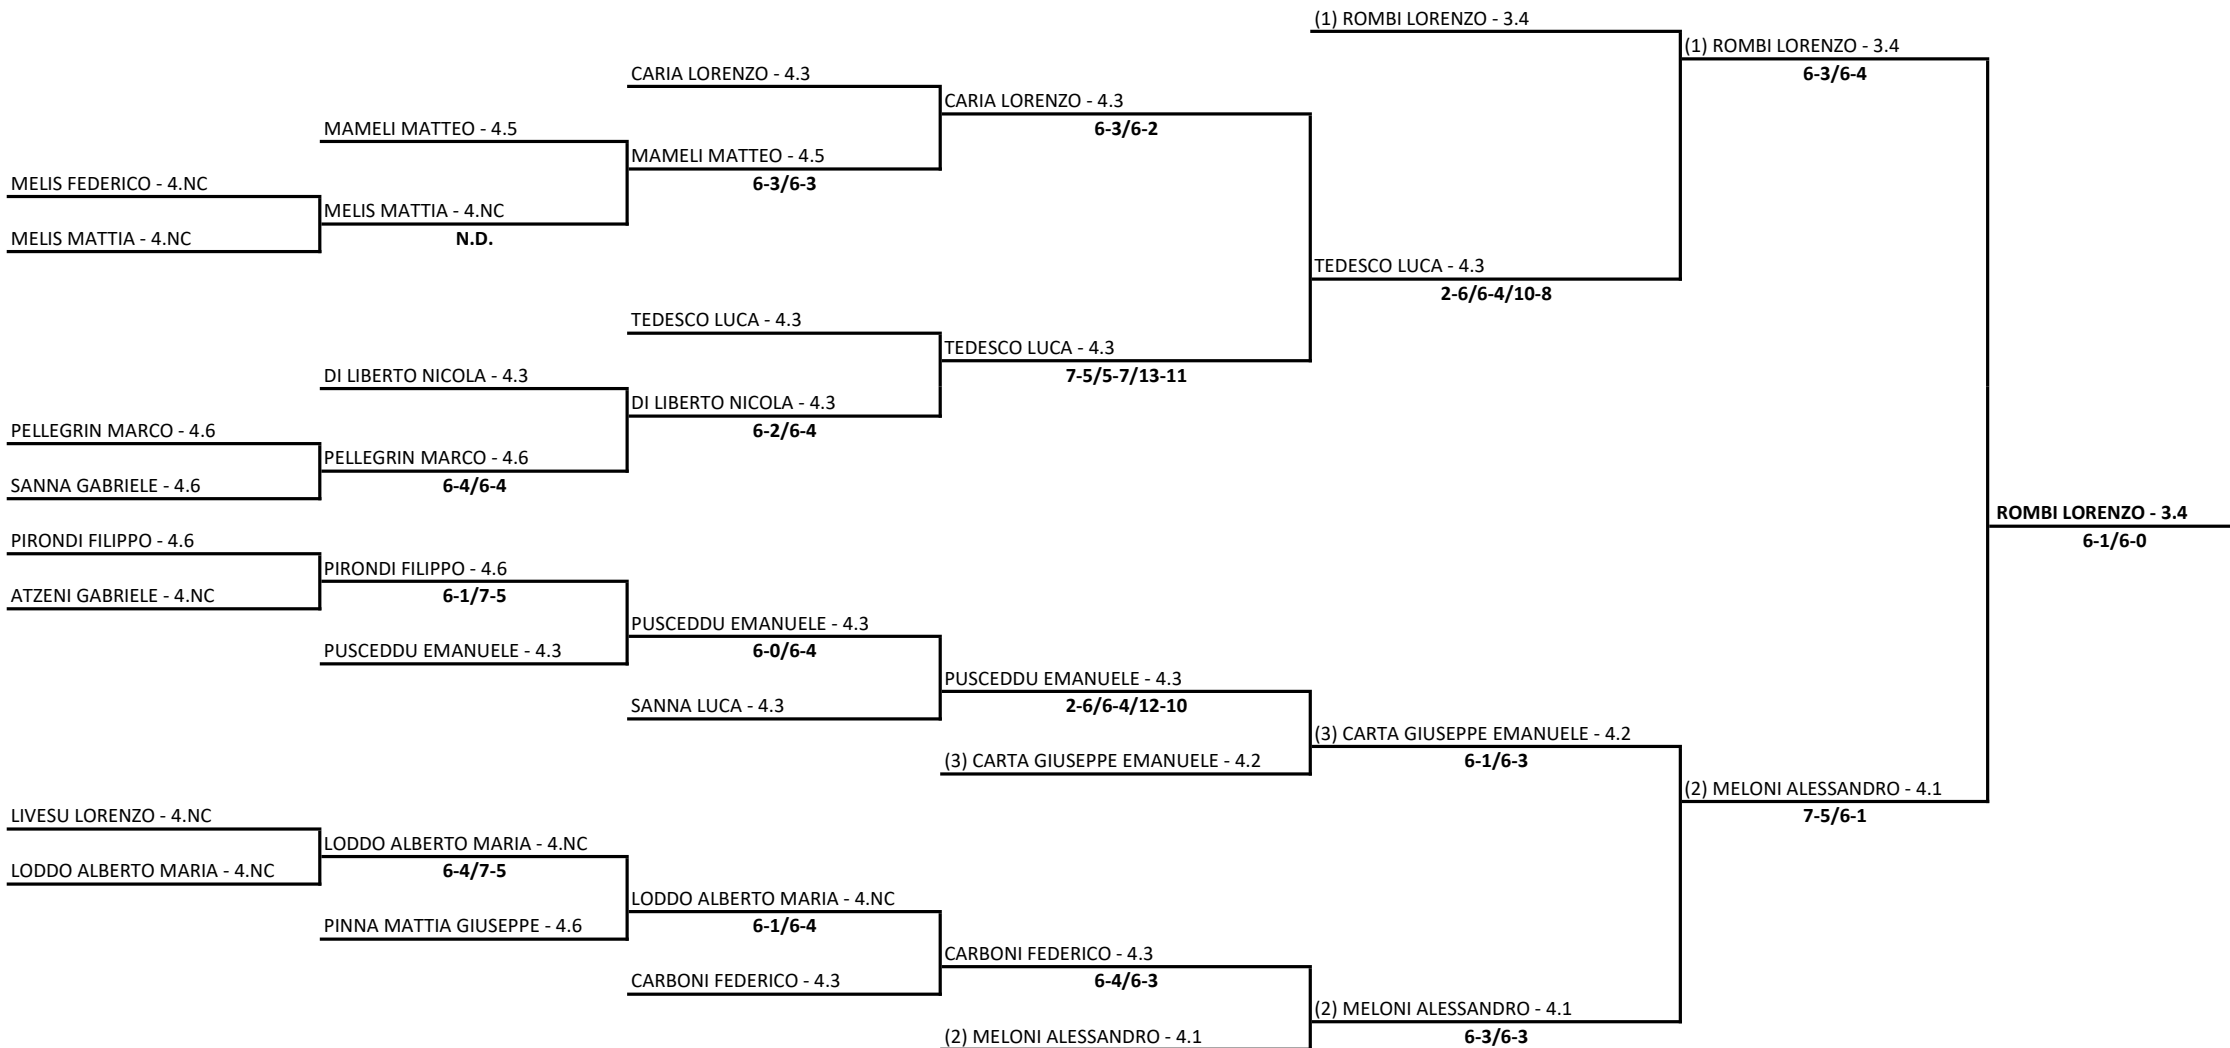 (1) ROMBI LORENZO - 3.4
(1) ROMBI LORENZO - 3.4
CARIA LORENZO - 4.3
6-3/6-4
CARIA LORENZO - 4.3
MAMELI MATTEO - 4.5
6-3/6-2
MAMELI MATTEO - 4.5
MELIS FEDERICO - 4.NC
6-3/6-3
MELIS MATTIA - 4.NC
MELIS MATTIA - 4.NC
N.D.
TEDESCO LUCA - 4.3
2-6/6-4/10-8
TEDESCO LUCA - 4.3
TEDESCO LUCA - 4.3
DI LIBERTO NICOLA - 4.3
7-5/5-7/13-11
DI LIBERTO NICOLA - 4.3
PELLEGRIN MARCO - 4.6
6-2/6-4
PELLEGRIN MARCO - 4.6
SANNA GABRIELE - 4.6
6-4/6-4
ROMBI LORENZO - 3.4
PIRONDI FILIPPO - 4.6
6-1/6-0
PIRONDI FILIPPO - 4.6
ATZENI GABRIELE - 4.NC
6-1/7-5
PUSCEDDU EMANUELE - 4.3
PUSCEDDU EMANUELE - 4.3
6-0/6-4
PUSCEDDU EMANUELE - 4.3
SANNA LUCA - 4.3
2-6/6-4/12-10
(3) CARTA GIUSEPPE EMANUELE - 4.2
(3) CARTA GIUSEPPE EMANUELE - 4.2
6-1/6-3
(2) MELONI ALESSANDRO - 4.1
LIVESU LORENZO - 4.NC
7-5/6-1
LODDO ALBERTO MARIA - 4.NC
LODDO ALBERTO MARIA - 4.NC
6-4/7-5
LODDO ALBERTO MARIA - 4.NC
PINNA MATTIA GIUSEPPE - 4.6
6-1/6-4
CARBONI FEDERICO - 4.3
CARBONI FEDERICO - 4.3
6-4/6-3
(2) MELONI ALESSANDRO - 4.1
(2) MELONI ALESSANDRO - 4.1
6-3/6-3